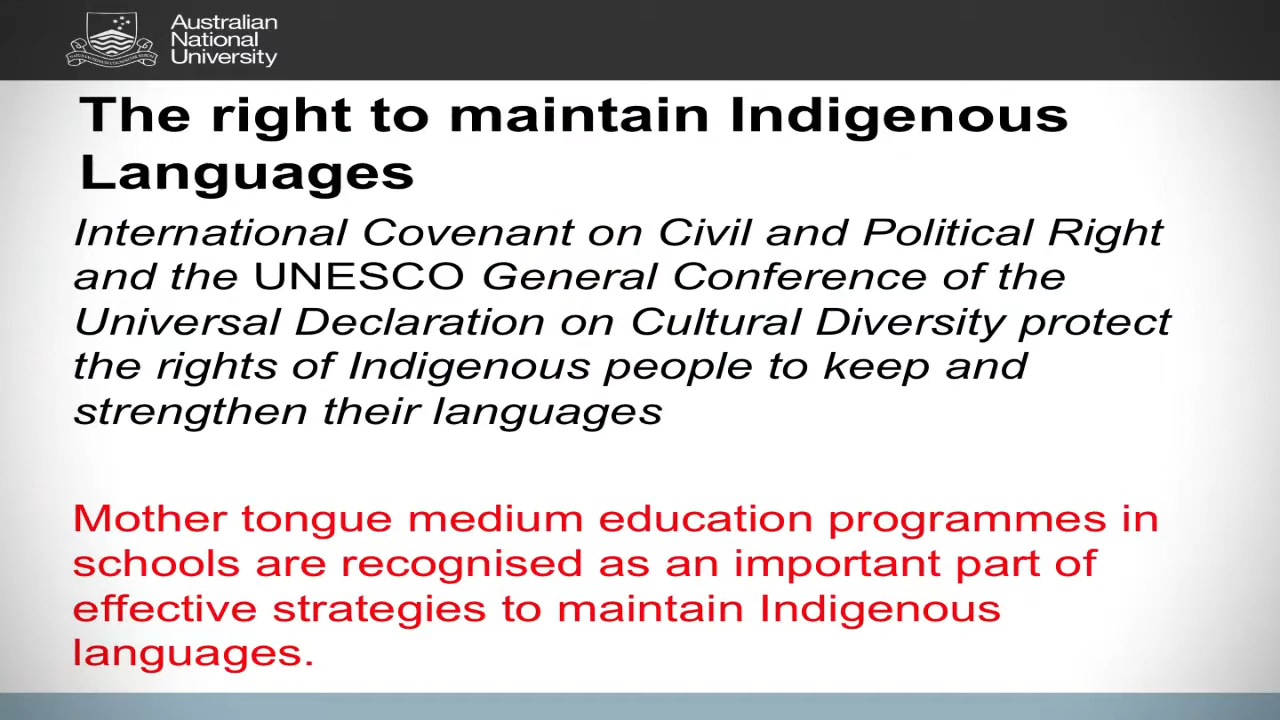 Australian
National
University
The right to maintain Indigenous
Languages
International Covenant on Civil and Political Right
and the UNESCO General Conference of the
Universal Declaration on Cultural Diversity protect
the rights of Indigenous people to keep and
strengthen their languages
Mother tongue medium education programmes in
schools are recognised as an important part of
effective strategies to maintain Indigenous
languages.